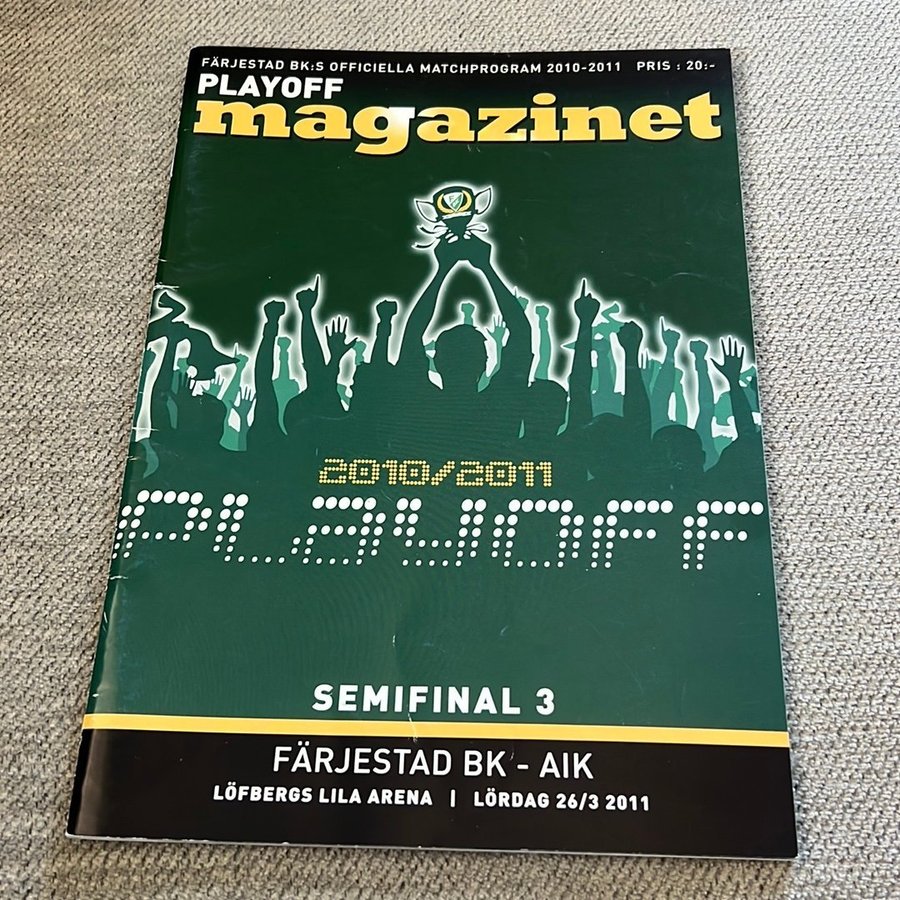 FÄRJESTAD BK:S OFFICIELLA MATCHPROGRAM 2010-2011 PRIS : 20:-
PLAYOFF
magazinet
2010/2011
PLAYOFF
SEMIFINAL 3
FÄRJESTAD BK - AIK
LÖFBERGS LILA ARENA | LÖRDAG 26/3 2011